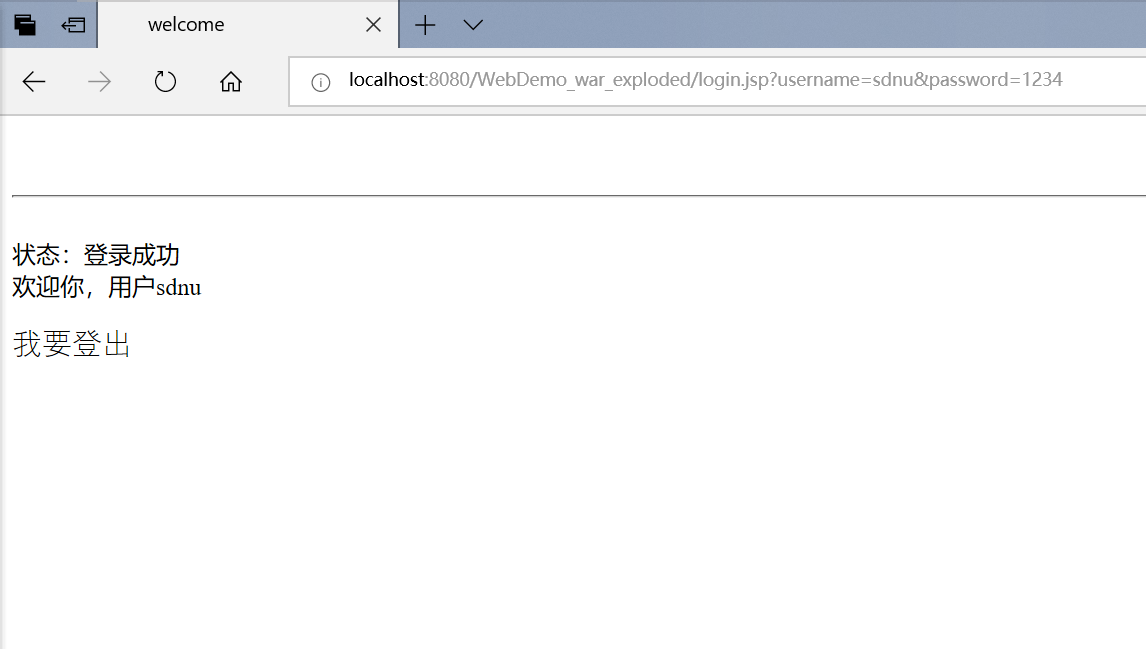 welcome
localhost:8080/WebDemo_war_exploded/login.jsp?username=sdnu&password=1234
状态：登录成功
欢迎你，用户sdnu
我要登出